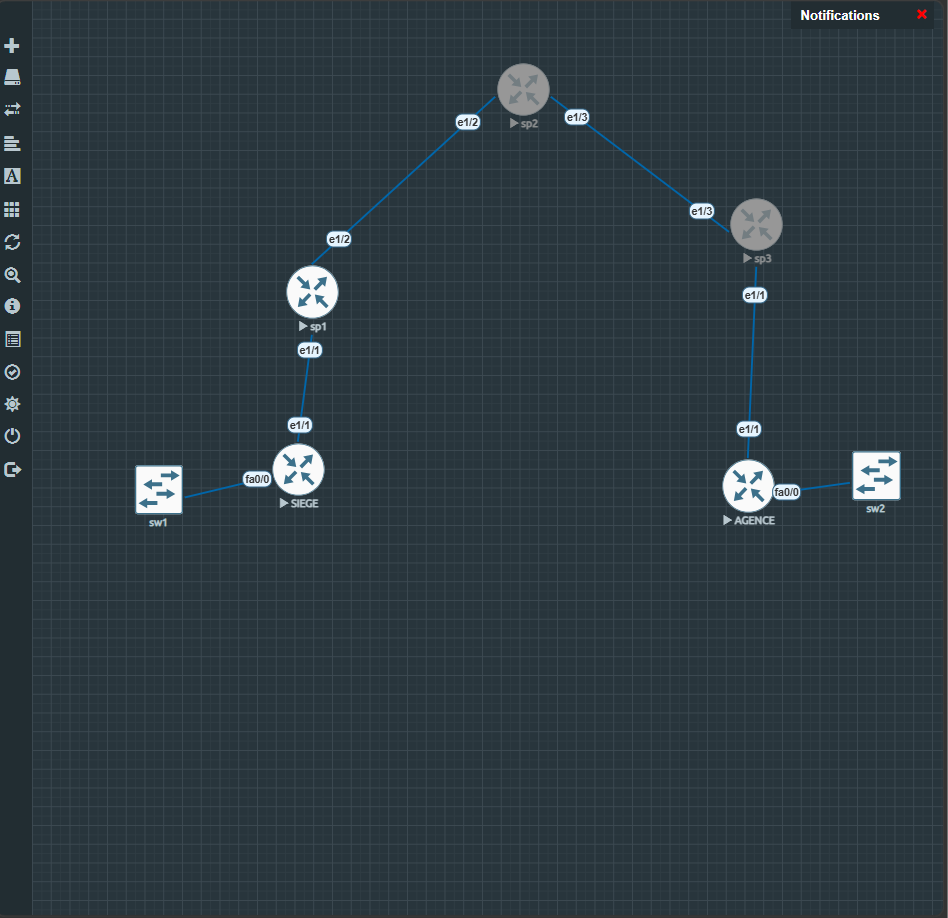 Notifications
sp2
e1/2
e1/3
e1/2
e1/3
sp3
e1/1
sp1
e1/1
e1/1
e1/1
fa0/0
SIEGE
sw1
fa0/0
AGENCE
sw2